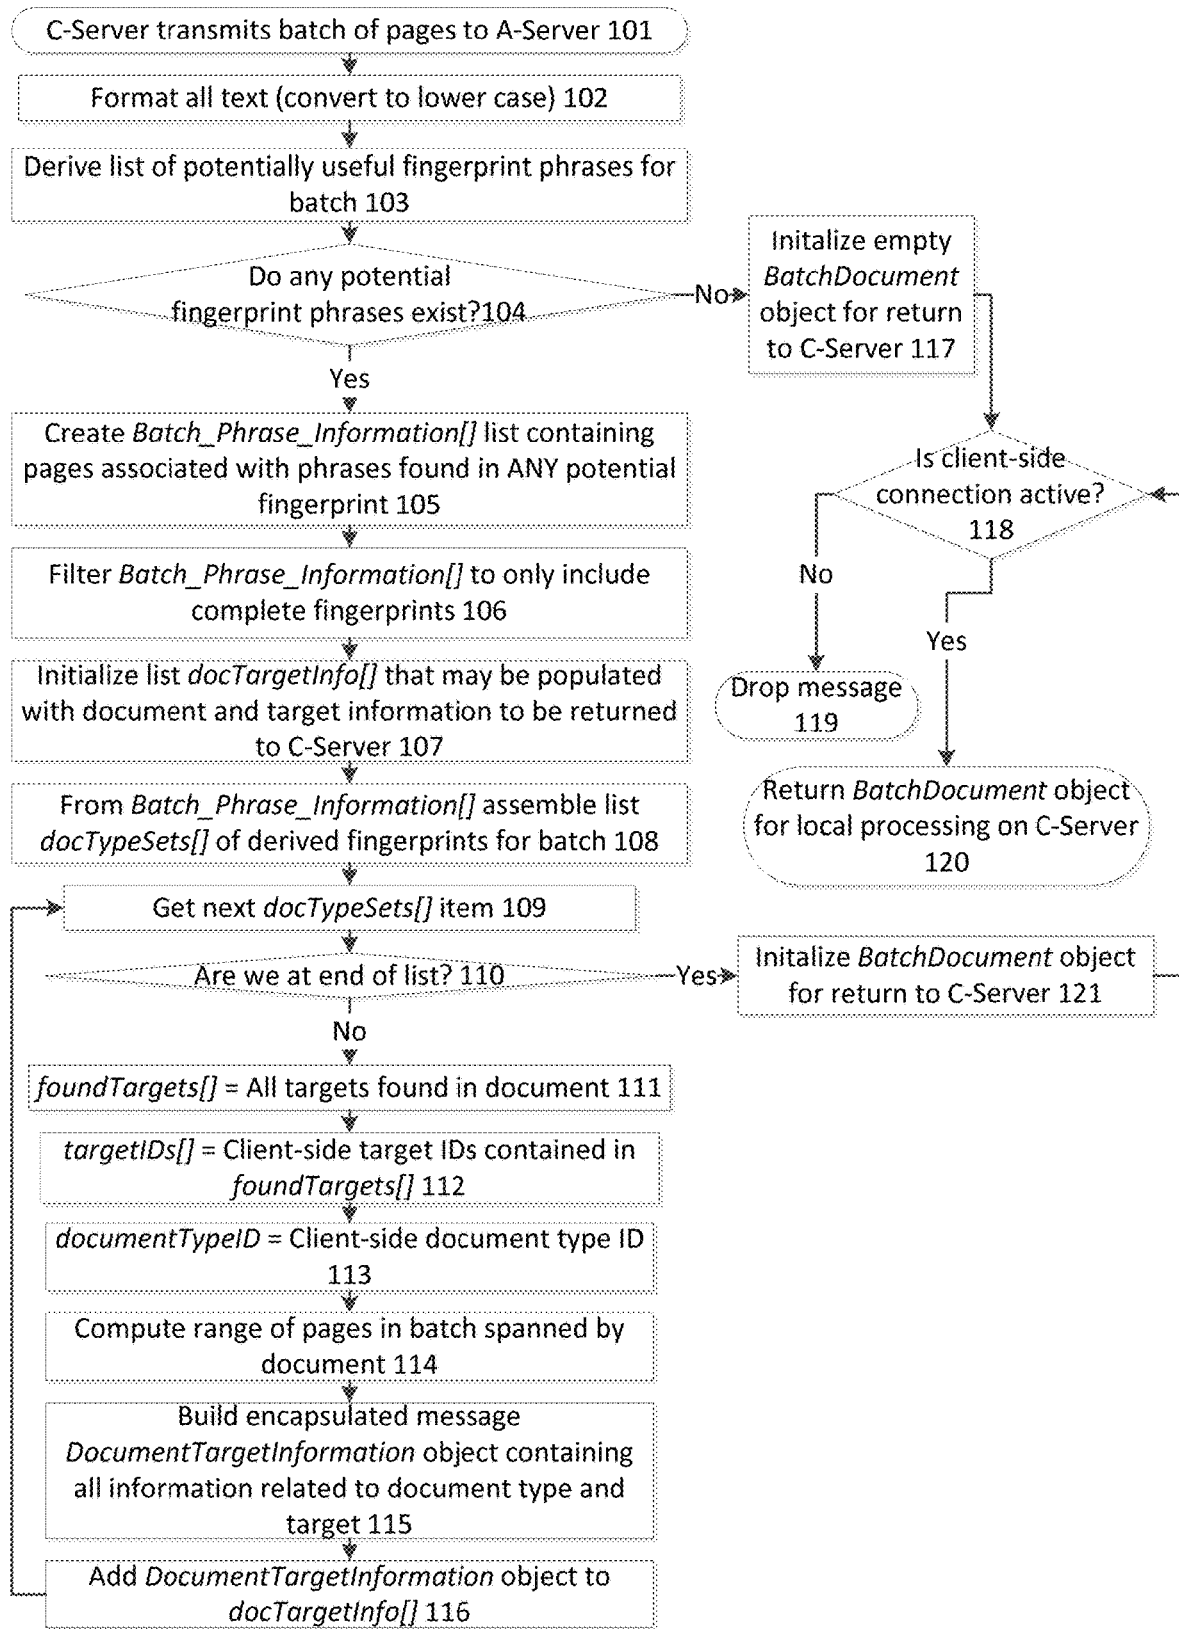 C-Server transmits batch of pages to A-Server 101
Format all text (convert to lower case) 102
Derive list of potentially useful fingerprint phrases for
batch 103
Do any potential
fingerprint phrases exist?104
No
Yes
Initalize empty
BatchDocument
object for return
to C-Server 117
Create Batch_Phrase_Information[] list containing
pages associated with phrases found in ANY potential
fingerprint 105
Is client-side
connection active?
118
No
Yes
Filter Batch_Phrase_Information[] to only include
complete fingerprints 106
Initialize list docTargetInfo[] that may be populated
with document and target information to be returned
to C-Server 107
Drop message
119
From Batch_Phrase_Information[] assemble list
docTypeSets[] of derived fingerprints for batch 108
Return BatchDocument object
for local processing on C-Server
120
Get next docTypeSets[] item 109
Are we at end of list? 110
Yes
No
Initalize BatchDocument object
for return to C-Server 121
foundTargets[] = All targets found in document 111
targetIDs[] = Client-side target IDs contained in
foundTargets[] 112
documentTypeID = Client-side document type ID
113
Compute range of pages in batch spanned by
document 114
Build encapsulated message
DocumentTargetInformation object containing
all information related to document type and
target 115
Add DocumentTargetInformation object to
docTargetInfo[] 116